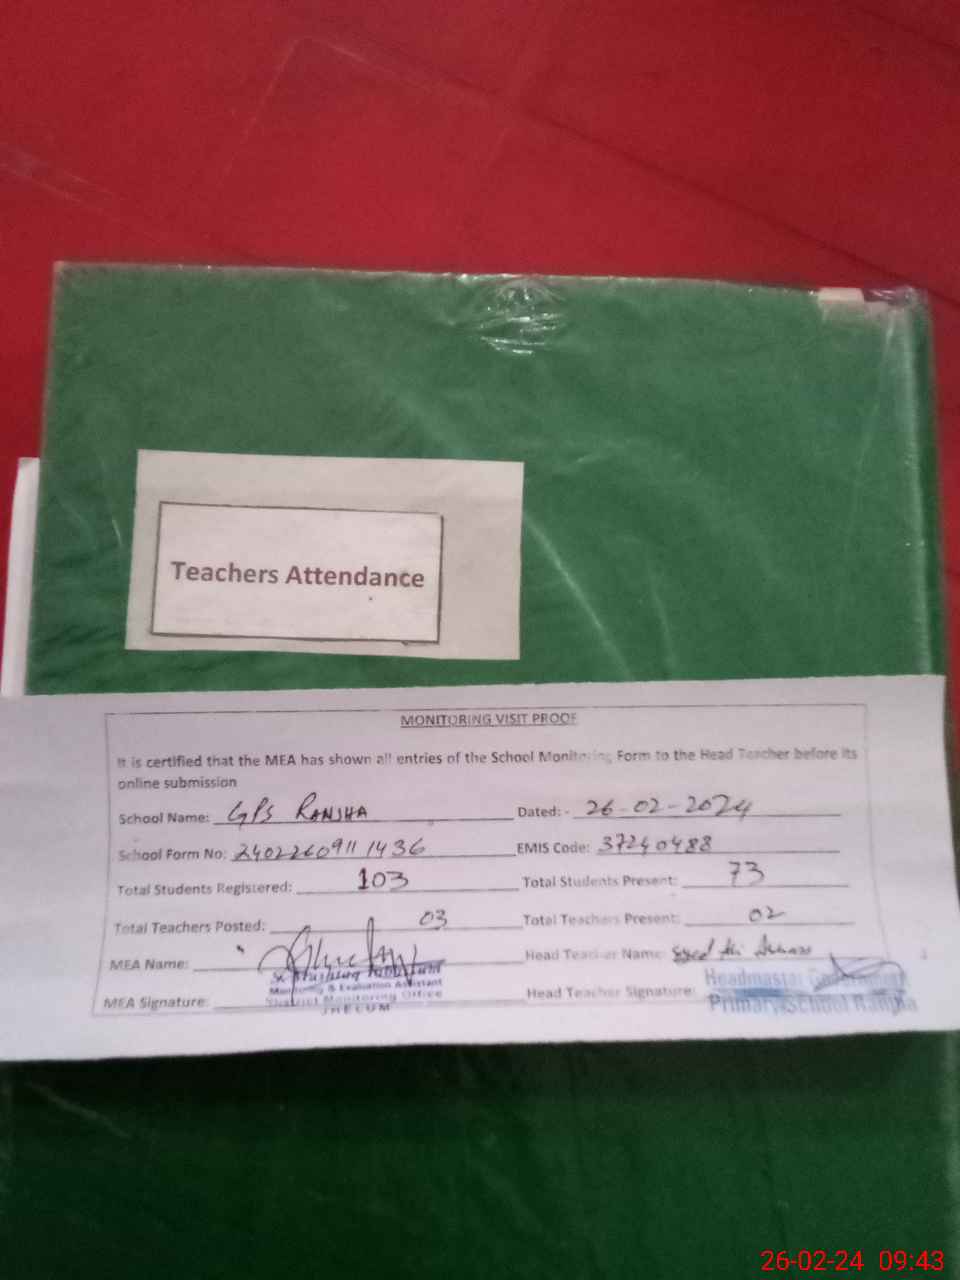 Teachers Attendance
MONITORING VISIT PROOF
It is certified that the MEA has shown all entries of the School Monitoring Form to the Head Teacher before its
online submission
School Name: GPS RANJHA Dated: - 26-02-2024
School Form No: 2402260911436 EMIS Code: 37240488
Total Students Registered: 103 Total Students Present: 73
Total Teachers Posted: 03 Total Teachers Present: 02
MEA Name: Head Teacher Name: Syed
Monitoring & Evaluation Assistant
District Monitoring Office
JHELUM
MEA Signature: Head Teacher Signature:
Headmaster Government
Primary School Ranjha
26-02-24 09:43